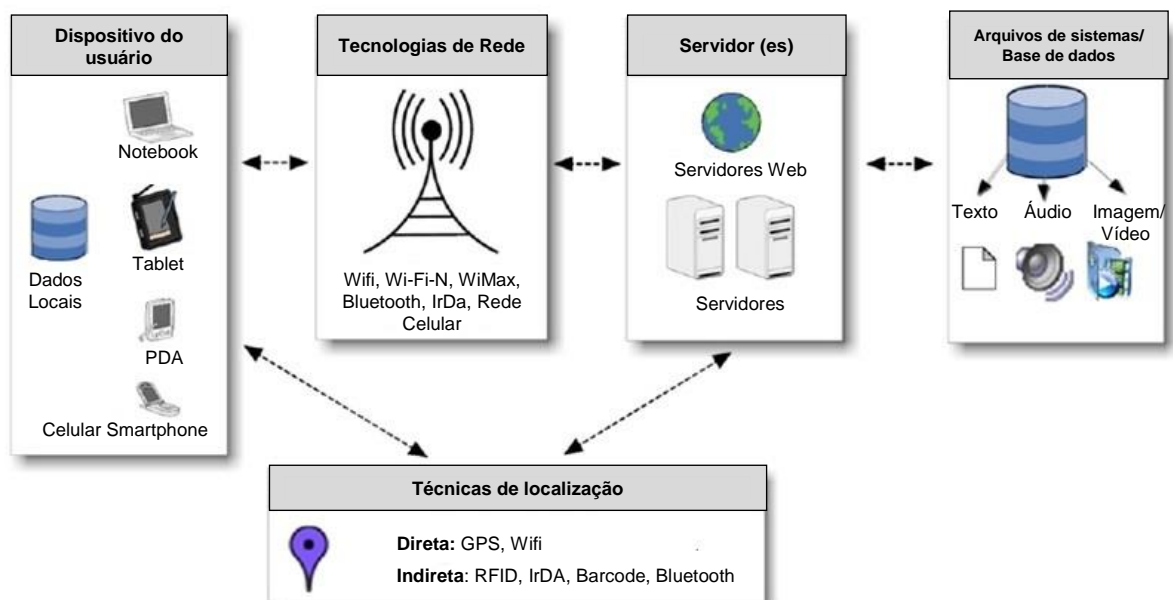 Dispositivo do
usuário
Notebook
Tablet
Dados
Locais
PDA
Celular Smartphone
Tecnologias de Rede
Wifi, Wi-Fi-N, WiMax,
Bluetooth, IrDa, Rede
Celular
Servidor (es)
Servidores Web
Servidores
Arquivos de sistemas/
Base de dados
Texto
Áudio
Imagem/
Vídeo
Técnicas de localização
Direta: GPS, Wifi
Indireta: RFID, IrDA, Barcode, Bluetooth